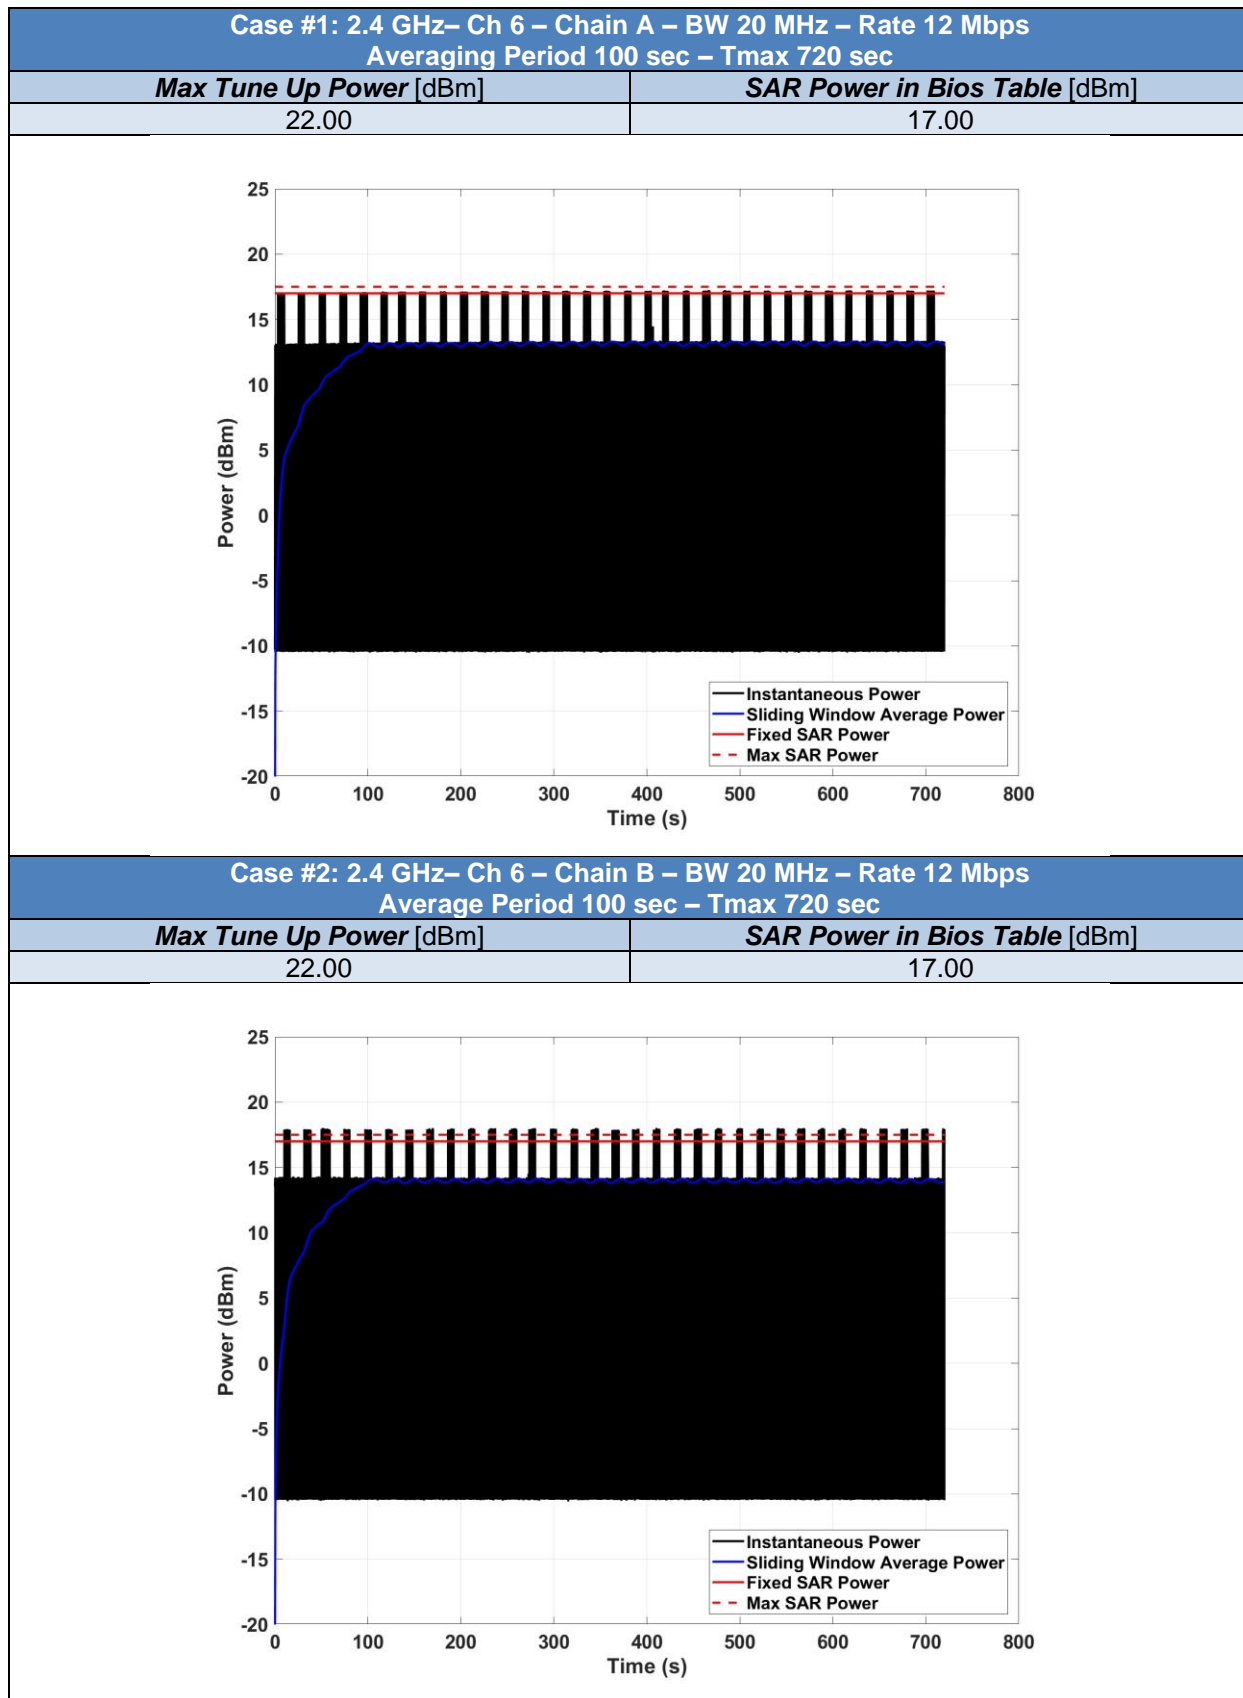 Case #1: 2.4 GHz– Ch 6 – Chain A – BW 20 MHz – Rate 12 Mbps
Averaging Period 100 sec – Tmax 720 sec
Max Tune Up Power [dBm] SAR Power in Bios Table [dBm]
22.00 17.00
25
20
15
10
5
0
-5
-10
-15
-20
Power (dBm)
Instantaneous Power
Sliding Window Average Power
Fixed SAR Power
Max SAR Power
0 100 200 300 400 500 600 700 800
Time (s)
Case #2: 2.4 GHz– Ch 6 – Chain B – BW 20 MHz – Rate 12 Mbps
Average Period 100 sec – Tmax 720 sec
Max Tune Up Power [dBm] SAR Power in Bios Table [dBm]
22.00 17.00
25
20
15
10
5
0
-5
-10
-15
-20
Power (dBm)
Instantaneous Power
Sliding Window Average Power
Fixed SAR Power
Max SAR Power
0 100 200 300 400 500 600 700 800
Time (s)